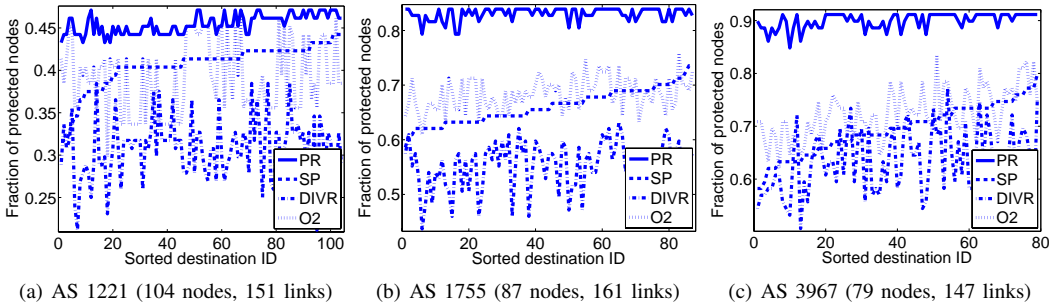 Fraction of protected nodes
0.45
0.4
0.35
0.3
0.25
0 20 40 60 80 100
Sorted destination ID
PR
SP
DIVR
O2
(a) AS 1221 (104 nodes, 151 links)
Fraction of protected nodes
0.8
0.7
0.6
0.5
0 20 40 60 80
Sorted destination ID
PR
SP
DIVR
O2
(b) AS 1755 (87 nodes, 161 links)
Fraction of protected nodes
0.9
0.8
0.7
0.6
0 20 40 60 80
Sorted destination ID
PR
SP
DIVR
O2
(c) AS 3967 (79 nodes, 147 links)